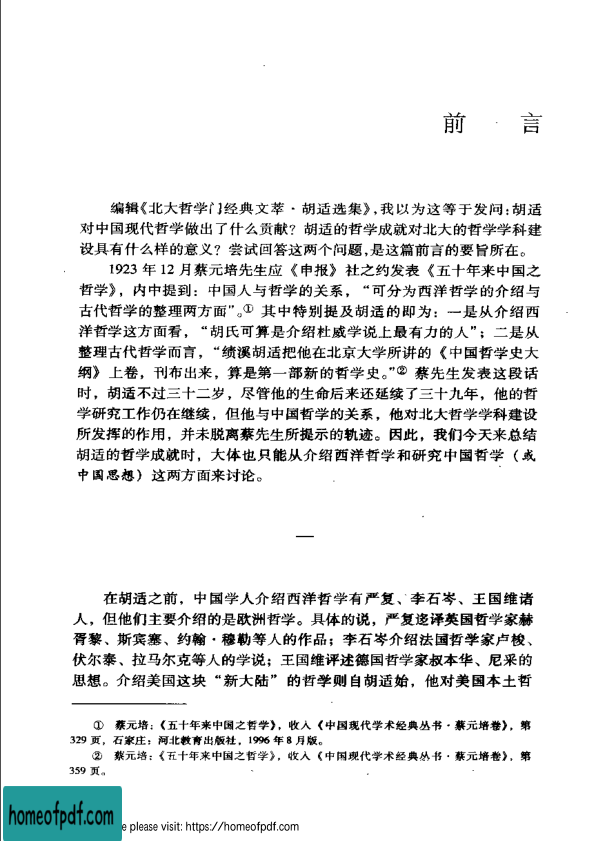 前 言
编辑《北大哲学门经典文萃·胡适选集》,我以为这等于发问:胡适
对中国现代哲学做出了什么贡献?胡适的哲学成就对北大的哲学学科建
设具有什么样的意义?尝试回答这两个问题,是这篇前言的要旨所在。
1923年12月蔡元培先生应《申报》社之约发表《五十年来中国之
哲学》,内中提到:中国人与哲学的关系,“可分为西洋哲学的介绍与
古代哲学的整理两方面”。① 其中特别提及胡适的即为:一是从介绍西
洋哲学这方面看,“胡氏可算是介绍杜威学说上最有力的人”;二是从
整理古代哲学而言,“绩溪胡适把他在北京大学所讲的《中国哲学史大
纲》上卷,刊布出来,算是第一部新的哲学史。”② 蔡先生发表这段话
时,胡适不过三十二岁,尽管他的生命后来还延续了三十九年,他的哲
学研究工作仍在继续,但他与中国哲学的关系,他对北大哲学学科建设
所发挥的作用,并未脱离蔡先生所提示的轨迹。因此,我们今天来总结
胡适的哲学成就时,大体也只能从介绍西洋哲学和研究中国哲学(或
中国思想)这两方面来讨论。
一
在胡适之前,中国学人介绍西洋哲学有严复、李石岑、王国维诸
人,但他们主要介绍的是欧洲哲学。具体的说,严复迻译英国哲学家赫
胥黎、斯宾塞、约翰·穆勒等人的作品;李石岑介绍法国哲学家卢梭、
伏尔泰、拉马尔克等人的学说;王国维评述德国哲学家叔本华、尼采的
思想。介绍美国这块“新大陆”的哲学则自胡适始,他对美国本土哲
① 蔡元培:《五十年来中国之哲学》,收入《中国现代学术经典丛书·蔡元培卷》,第
329页,石家庄:河北教育出版社,1996年8月版。
② 蔡元培:《五十年来中国之哲学》,收入《中国现代学术经典丛书·蔡元培卷》,第
359页。
homeofpdf.com
e please visit: https://homeofpdf.com